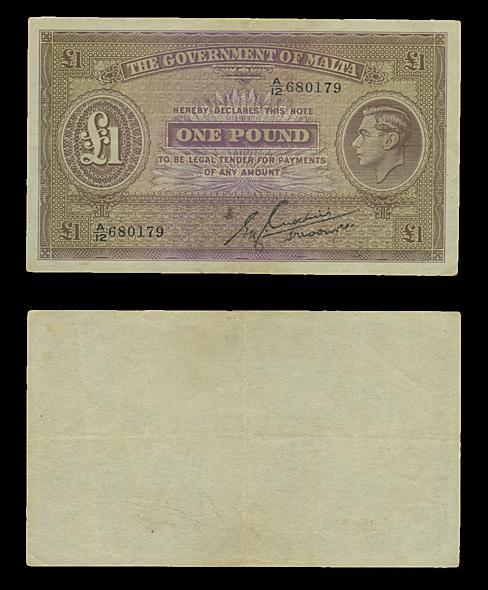 £1 THE GOVERNMENT OF MALTA £1
A/12 680179
HEREBY DECLARES THIS NOTE
£1 ONE POUND
TO BE LEGAL TENDER FOR PAYMENTS
OF ANY AMOUNT
A/12 680179
£1 £1